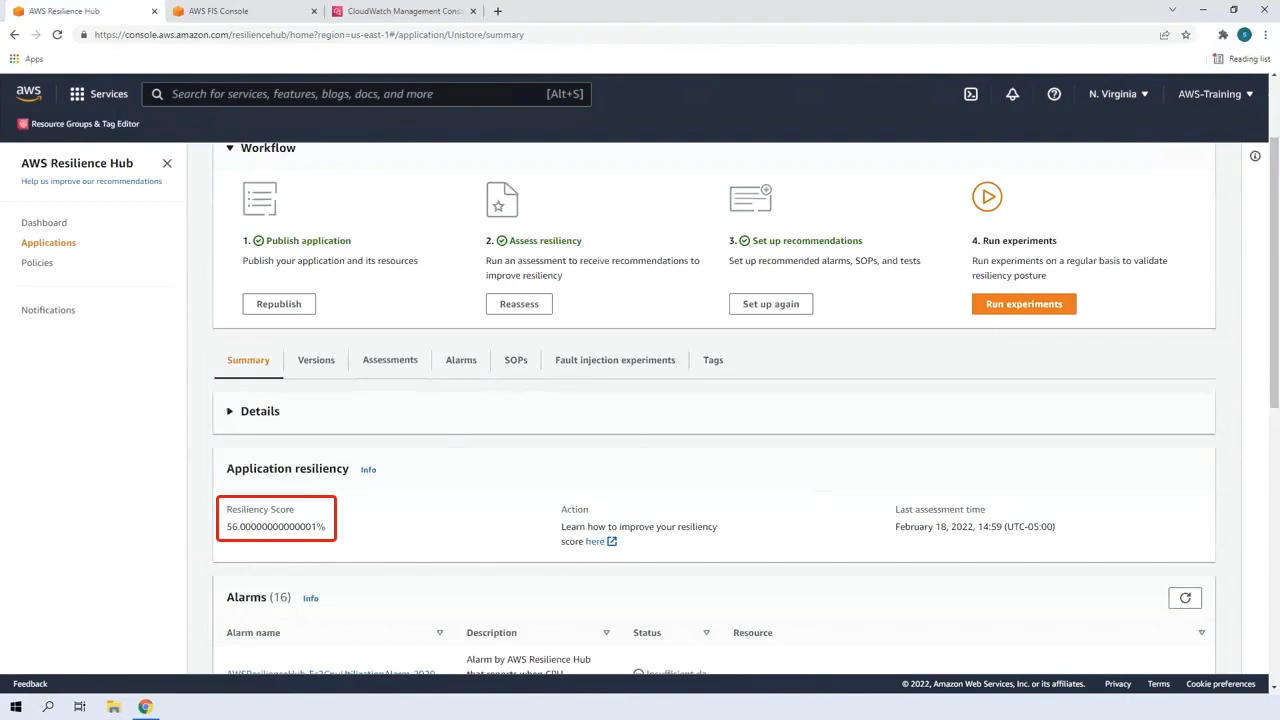 AWS Resilience Hub
AWS FIS Console
CloudWatch Management Cons
https://console.aws.amazon.com/resiliencehub/home?region=us-east-1#/application/Unistore/summary
Apps
Reading list
aws
Services
Search for services, features, blogs, docs, and more
[Alt+S]
N. Virginia
AWS-Training
Resource Groups & Tag Editor
AWS Resilience Hub
Help us improve our recommendations
Dashboard
Applications
Policies
Notifications
Workflow
1. Publish application
Publish your application and its resources
Republish
2. Assess resiliency
Run an assessment to receive recommendations to
improve resiliency
Reassess
3. Set up recommendations
Set up recommended alarms, SOPs, and tests
Set up again
4. Run experiments
Run experiments on a regular basis to validate
resiliency posture
Run experiments
Summary
Versions
Assessments
Alarms
SOPs
Fault injection experiments
Tags
Details
Application resiliency Info
Resiliency Score
56.00000000000001%
Action
Learn how to improve your resiliency
score here
Last assessment time
February 18, 2022, 14:59 (UTC-05:00)
Alarms (16) Info
Alarm name
Description
Status
Resource
Alarm by AWS Resilience Hub
that reports when CPU
Insufficient da
Feedback
© 2022, Amazon Web Services, Inc. or its affiliates.
Privacy
Terms
Cookie preferences